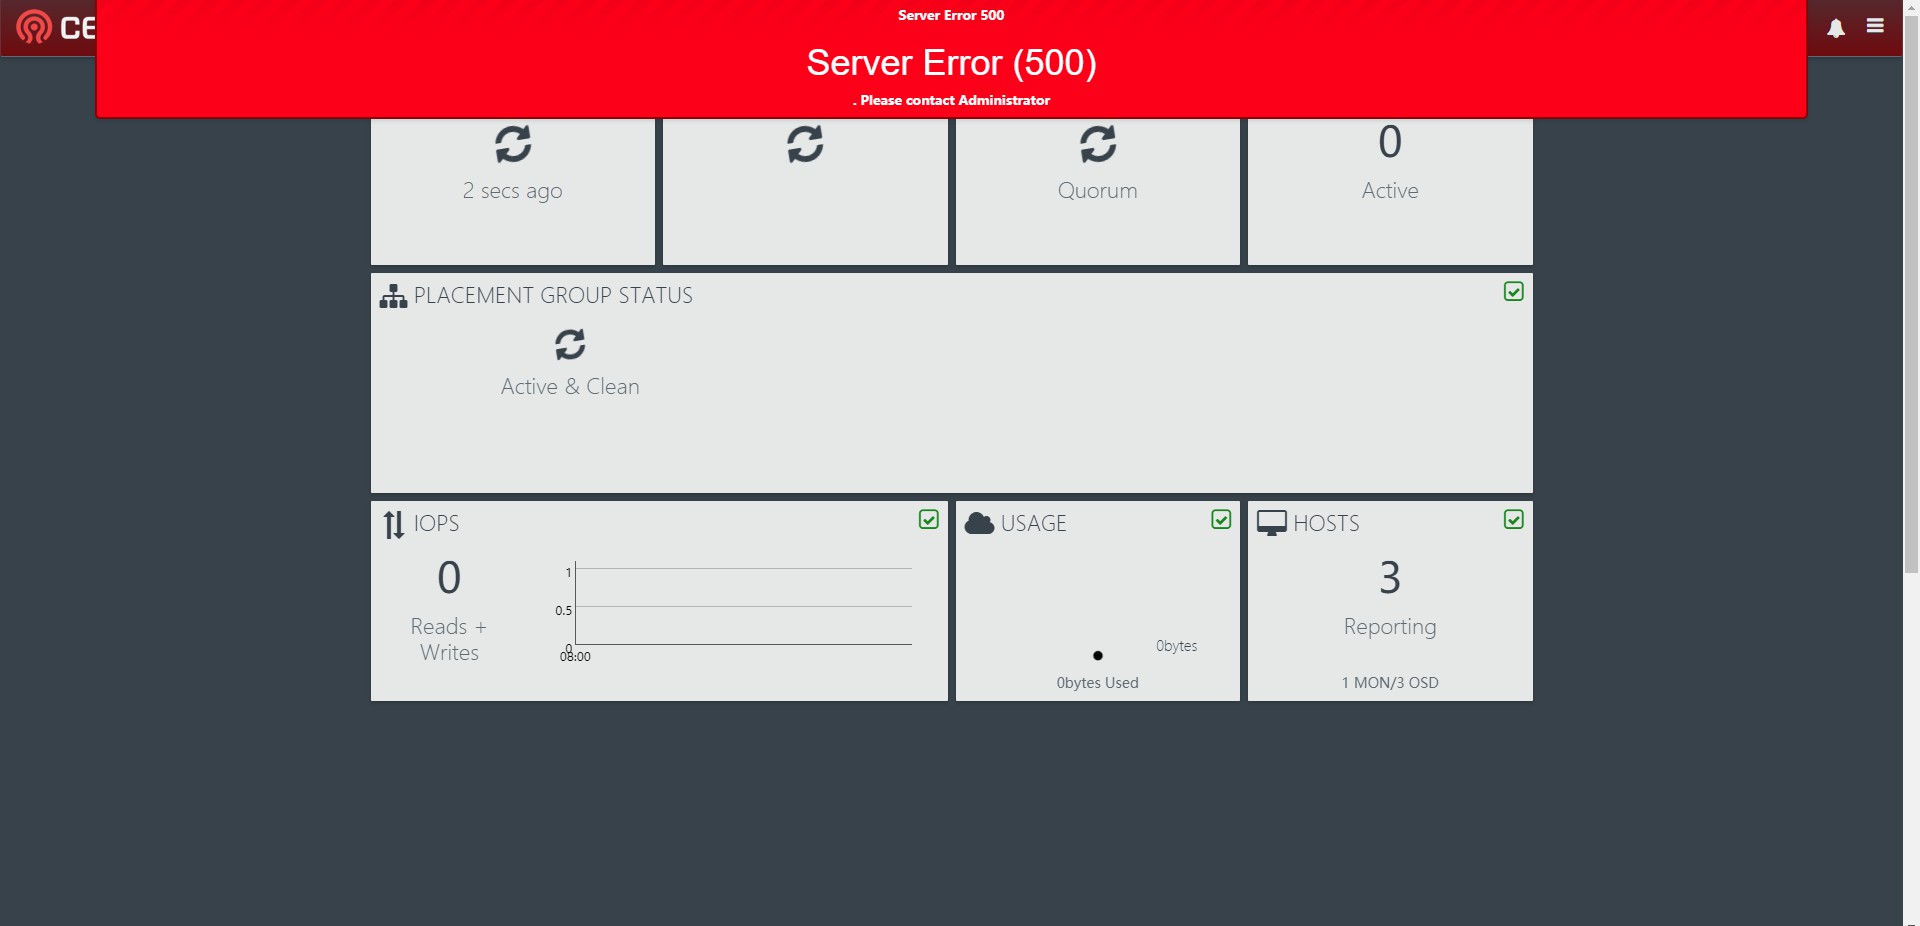 Server Error 500
Server Error (500)
. Please contact Administrator
CE
2 secs ago
Quorum
0
Active
PLACEMENT GROUP STATUS
Active & Clean
IOPS
0
Reads +
Writes
1
0.5
0
08:00
USAGE
0bytes
0bytes Used
HOSTS
3
Reporting
1 MON/3 OSD